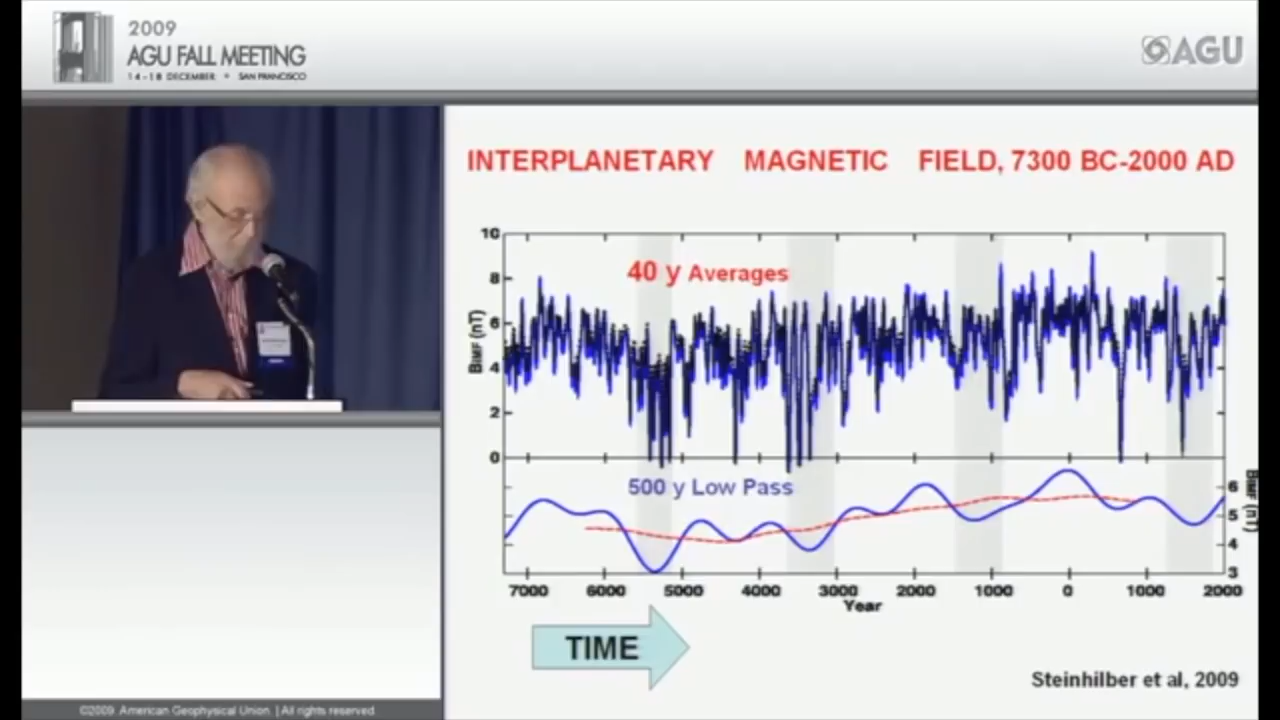 2009
AGU FALL MEETING
14-18 DECEMBER • SAN FRANCISCO
AGU
INTERPLANETARY MAGNETIC FIELD, 7300 BC-2000 AD
10
8
6
4
2
0
BIMF (nT)
40 y Averages
500 y Low Pass
6
5
4
3
BIMF (nT)
7000 6000 5000 4000 3000 2000 1000 0 1000 2000
Year
TIME
Steinhilber et al, 2009
©2009. American Geophysical Union. | All rights reserved.